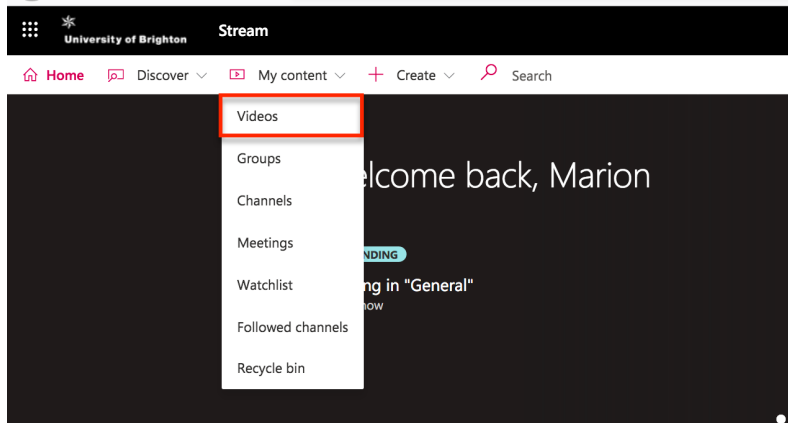 University of Brighton
Stream
Home Discover My content Create Search
Videos
Groups
elcome back, Marion
Channels
Meetings
NDING
Watchlist
ng in "General"
now
Followed channels
Recycle bin